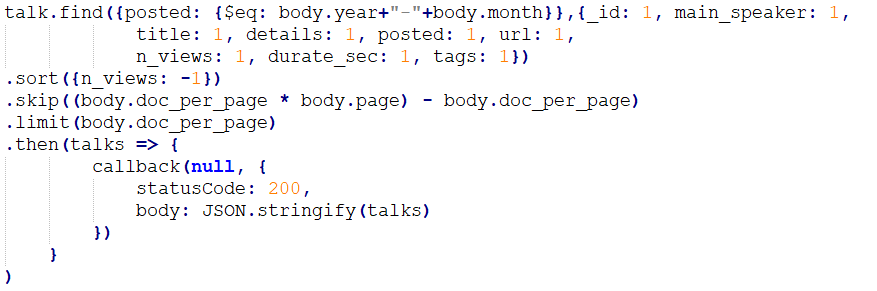 talk.find({posted: {$eq: body.year+"-"+body.month}},{_id: 1, main_speaker: 1,
            title: 1, details: 1, posted: 1, url: 1,
            n_views: 1, durate_sec: 1, tags: 1})
.sort({n_views: -1})
.skip((body.doc_per_page * body.page) - body.doc_per_page)
.limit(body.doc_per_page)
.then(talks => {
        callback(null, {
            statusCode: 200,
            body: JSON.stringify(talks)
        })
    }
)